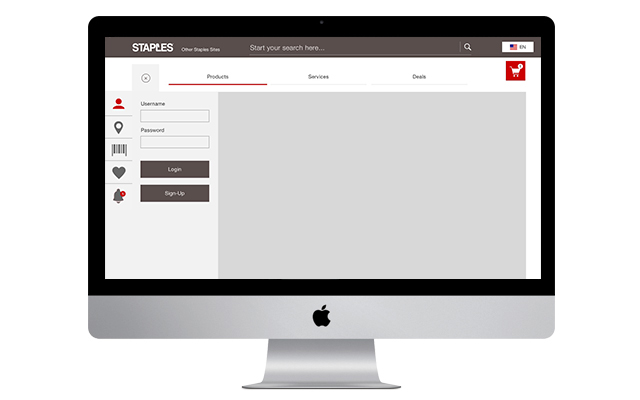 STAPLES Other Staples Sites Start your search here... EN
Products Services Deals
Username
Password
Login
Sign-Up